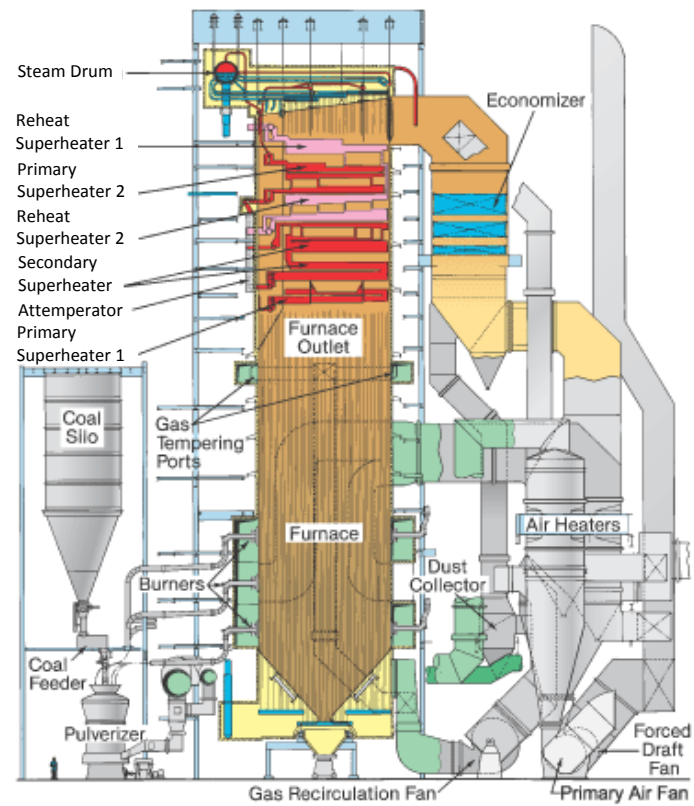 Steam Drum
Reheat
Superheater 1
Primary
Superheater 2
Reheat
Superheater 2
Secondary
Superheater
Attemperator
Primary
Superheater 1
Economizer
Furnace
Outlet
Coal
Silo
Gas
Tempering
Ports
Furnace
Air Heaters
Burners
Dust
Collector
Coal
Feeder
Pulverizer
Forced
Draft
Fan
Gas Recirculation Fan
Primary Air Fan